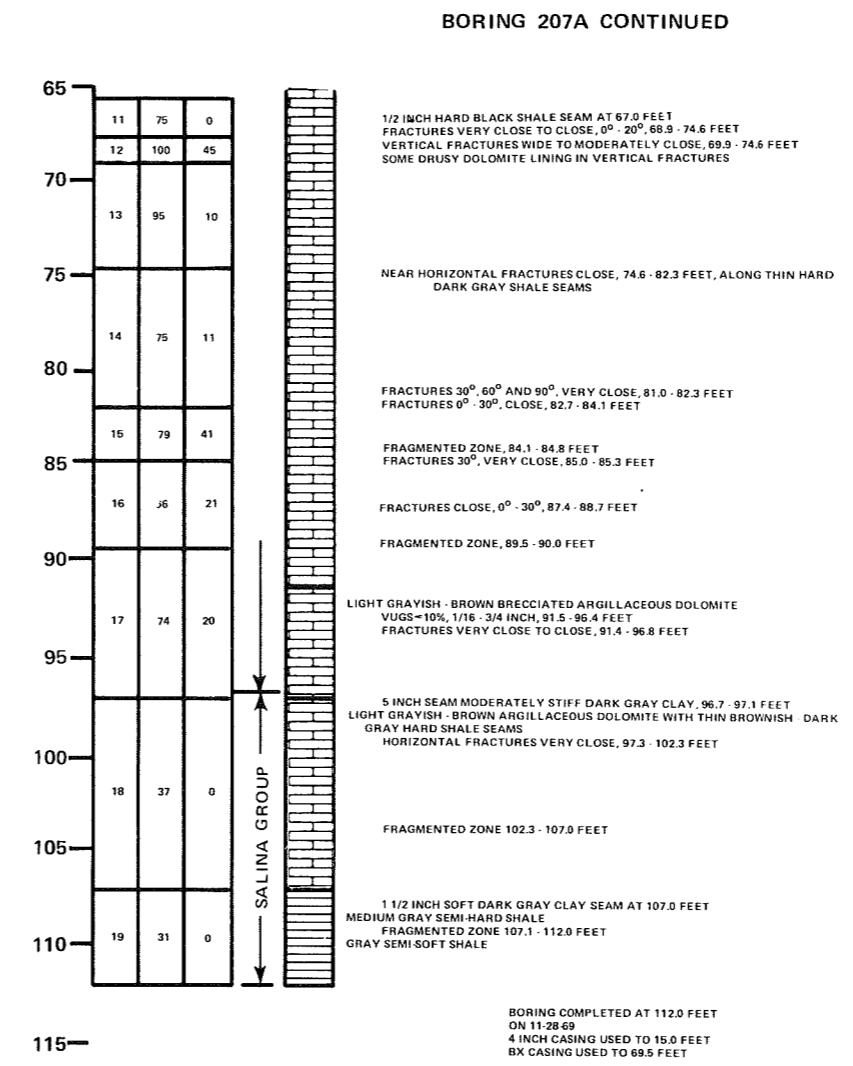 BORING 207A CONTINUED
65
11 75 0
1/2 INCH HARD BLACK SHALE SEAM AT 67.0 FEET
FRACTURES VERY CLOSE TO CLOSE, 0° - 20°, 68.9 - 74.6 FEET
12 100 45
VERTICAL FRACTURES WIDE TO MODERATELY CLOSE, 69.9 - 74.6 FEET
SOME DRUSY DOLOMITE LINING IN VERTICAL FRACTURES
70
13 95 10
75
NEAR HORIZONTAL FRACTURES CLOSE, 74.6 - 82.3 FEET, ALONG THIN HARD
DARK GRAY SHALE SEAMS
14 75 11
80
FRACTURES 30°, 60° AND 90°, VERY CLOSE, 81.0 - 82.3 FEET
FRACTURES 0° - 30°, CLOSE, 82.7 - 84.1 FEET
15 79 41
FRAGMENTED ZONE, 84.1 - 84.8 FEET
85
FRACTURES 30°, VERY CLOSE, 85.0 - 85.3 FEET
16 21
FRACTURES CLOSE, 0° - 30°, 87.4 - 88.7 FEET
FRAGMENTED ZONE, 89.5 - 90.0 FEET
90
LIGHT GRAYISH - BROWN BRECCIATED ARGILLACEOUS DOLOMITE
17 74 20
VUGS~10%, 1/16 - 3/4 INCH, 91.5 - 96.4 FEET
FRACTURES VERY CLOSE TO CLOSE, 91.4 - 96.8 FEET
95
5 INCH SEAM MODERATELY STIFF DARK GRAY CLAY, 96.7 - 97.1 FEET
LIGHT GRAYISH - BROWN ARGILLACEOUS DOLOMITE WITH THIN BROWNISH - DARK
GRAY HARD SHALE SEAMS
HORIZONTAL FRACTURES VERY CLOSE, 97.3 - 102.3 FEET
100
18 37 0
SALINA GROUP
FRAGMENTED ZONE 102.3 - 107.0 FEET
105
1 1/2 INCH SOFT DARK GRAY CLAY SEAM AT 107.0 FEET
MEDIUM GRAY SEMI-HARD SHALE
FRAGMENTED ZONE 107.1 - 112.0 FEET
19 31 0
110
GRAY SEMI-SOFT SHALE
BORING COMPLETED AT 112.0 FEET
ON 11-28-69
4 INCH CASING USED TO 15.0 FEET
BX CASING USED TO 69.5 FEET
115